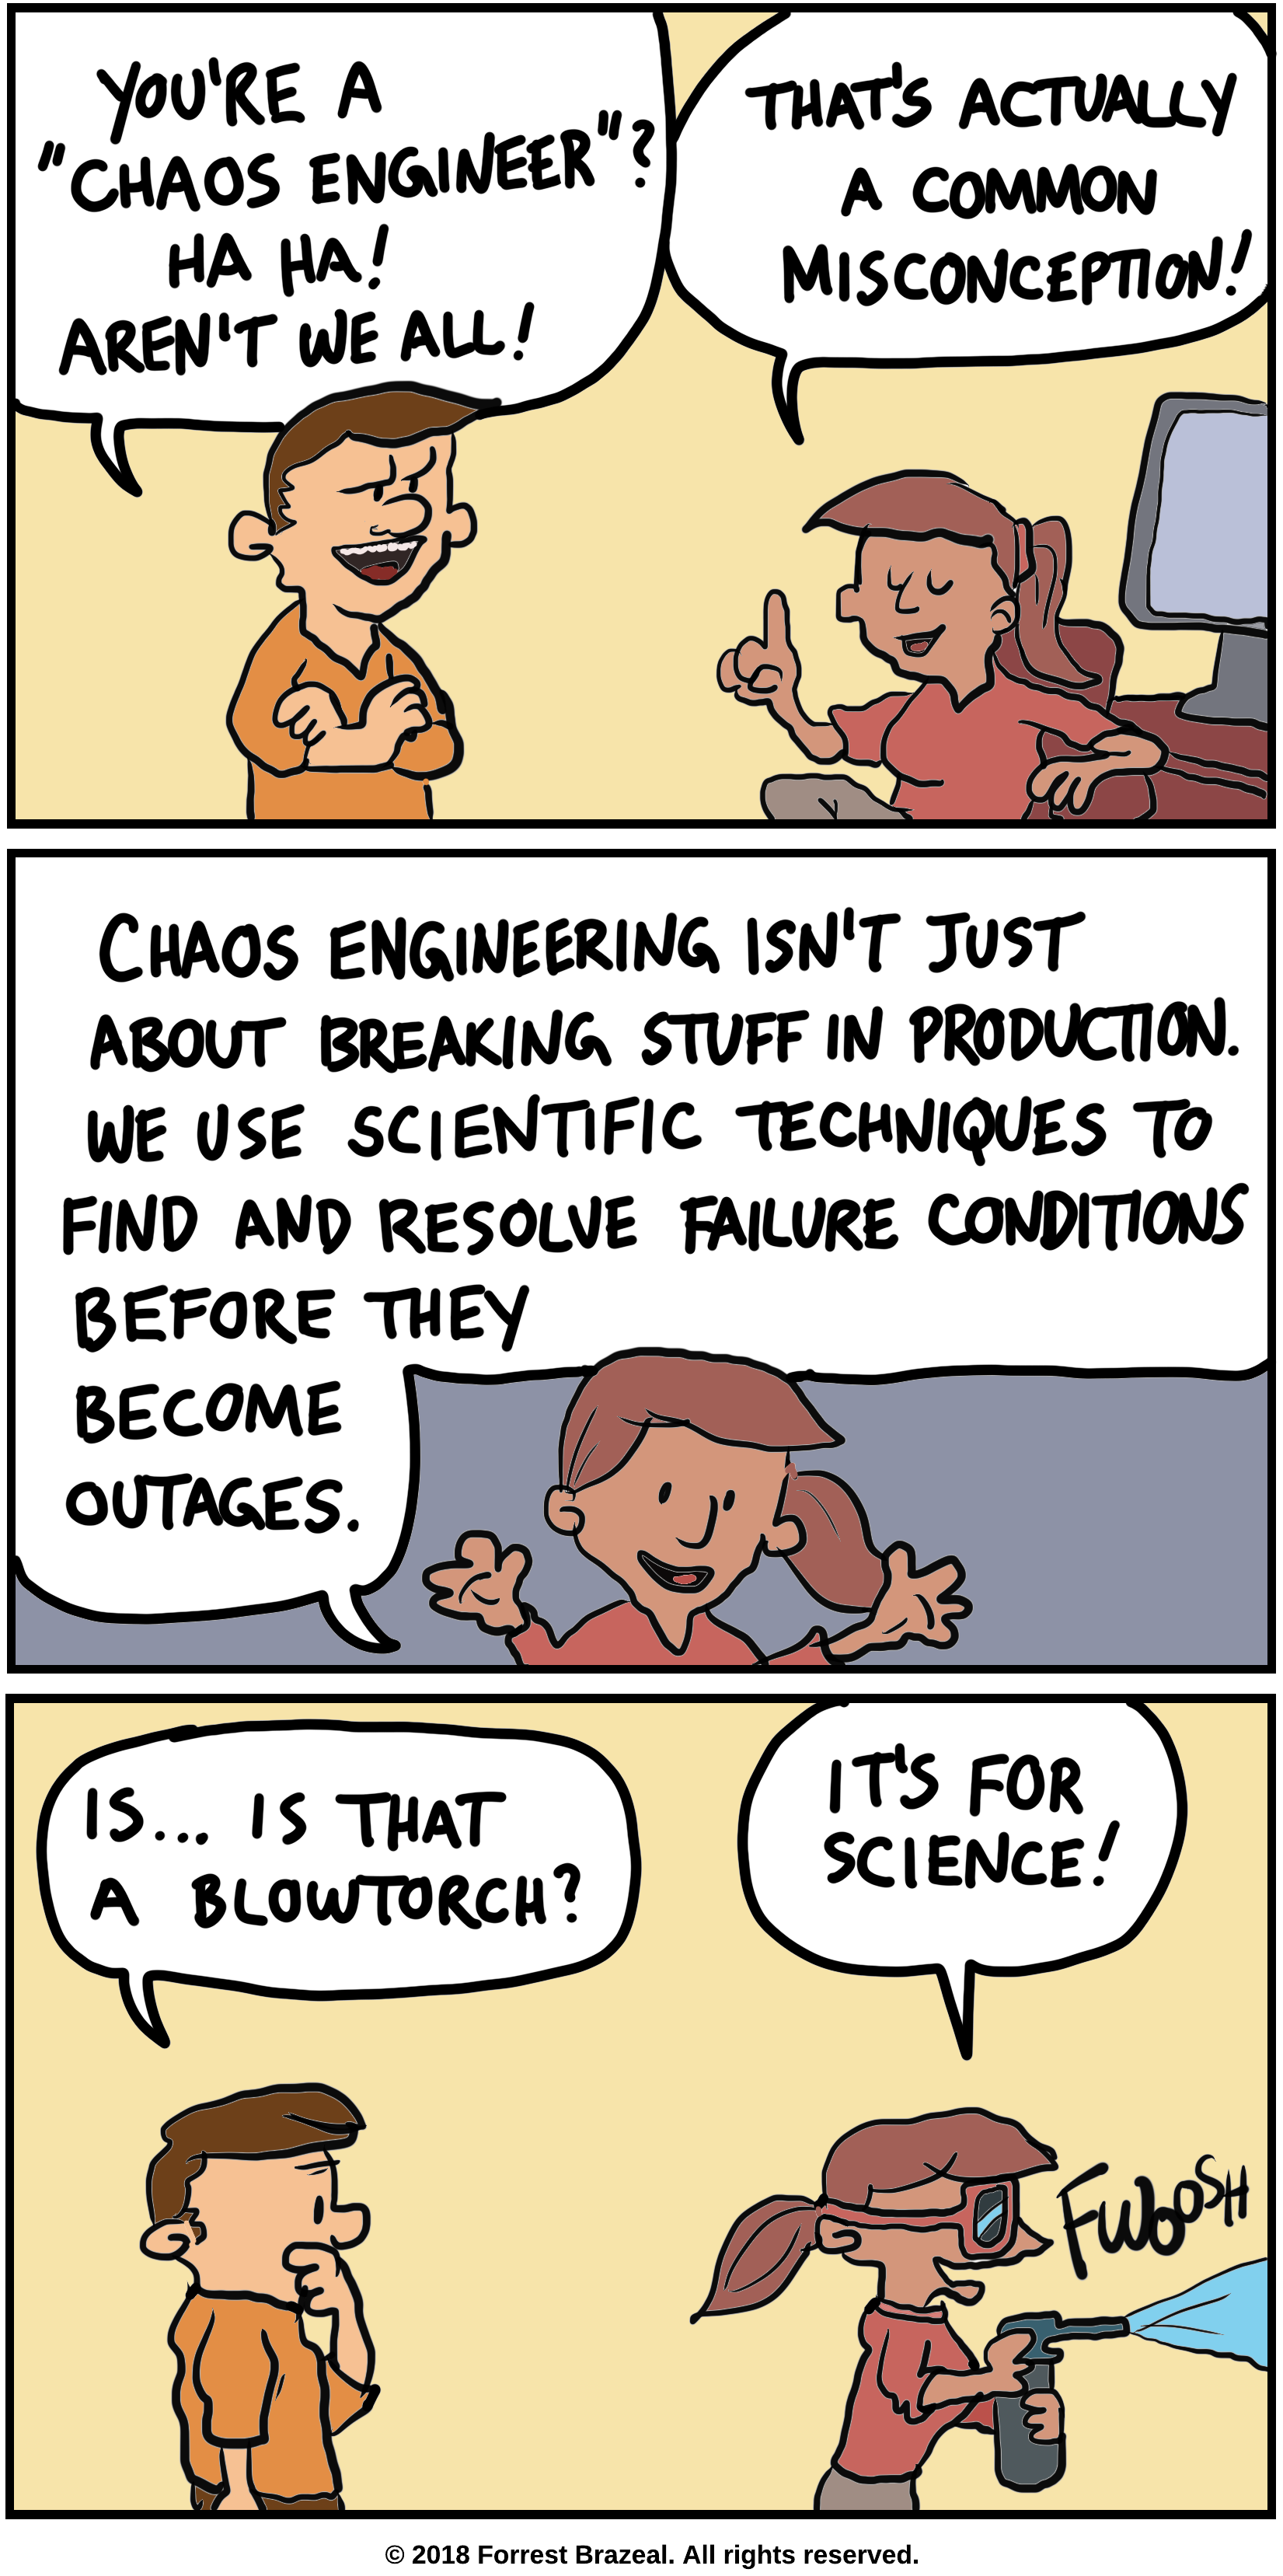 YOU'RE A
"CHAOS ENGINEER"?
HA HA!
AREN'T WE ALL!
THAT'S ACTUALLY
A COMMON
MISCONCEPTION!
CHAOS ENGINEERING ISN'T JUST
ABOUT BREAKING STUFF IN PRODUCTION.
WE USE SCIENTIFIC TECHNIQUES TO
FIND AND RESOLVE FAILURE CONDITIONS
BEFORE THEY
BECOME
OUTAGES.
IS... IS THAT
A BLOWTORCH?
IT'S FOR
SCIENCE!
FWOOSH
© 2018 Forrest Brazeal. All rights reserved.